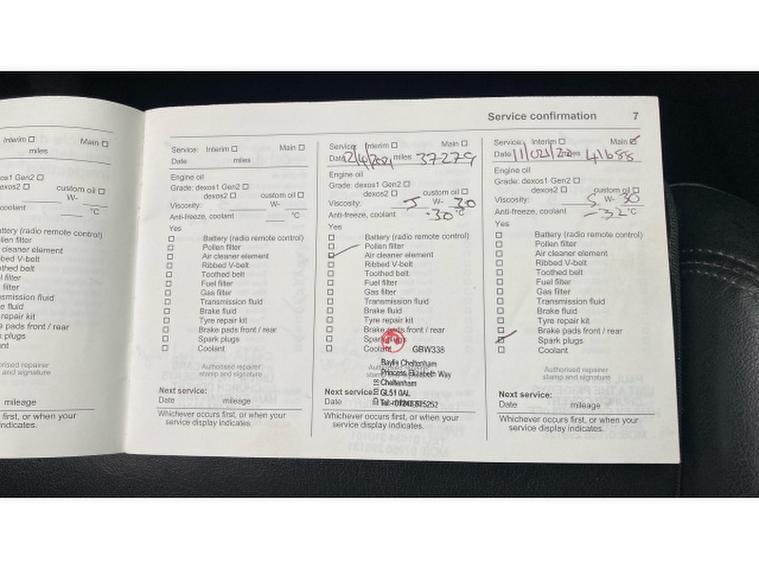 Service confirmation 7
Interim ☐ Main ☐
miles
dexos1 Gen2 ☐
custom oil ☐
W-
coolant °C
Battery (radio remote control)
filter
cleaner element
Ribbed V-belt
Toothed belt
filter
filter
Transmission fluid
Brake fluid
Tyre repair kit
pads front / rear
plugs
repairer
and signature
mileage
first, or when your
indicates.
Service: Interim ☐ Main ☐
Date miles
Engine oil
Grade: dexos1 Gen2 ☐
dexos2 ☐ custom oil ☐
Viscosity: W-
Anti-freeze, coolant °C
Yes
☐ Battery (radio remote control)
☐ Pollen filter
☐ Air cleaner element
☐ Ribbed V-belt
☐ Toothed belt
☐ Fuel filter
☐ Gas filter
☐ Transmission fluid
☐ Brake fluid
☐ Tyre repair kit
☐ Brake pads front / rear
☐ Spark plugs
☐ Coolant
Authorised repairer
stamp and signature
Next service:
Date mileage
Whichever occurs first, or when your
service display indicates.
Service: Interim ☐ Main ☐
Date 12/4/2021 miles 37279
Engine oil
Grade: dexos1 Gen2 ☐
dexos2 ☐ custom oil ☐
Viscosity: 5 W- 30
Anti-freeze, coolant -30 °C
Yes
☐ Battery (radio remote control)
☐ Pollen filter
☑ Air cleaner element
☐ Ribbed V-belt
☐ Toothed belt
☐ Fuel filter
☐ Gas filter
☐ Transmission fluid
☐ Brake fluid
☐ Tyre repair kit
☐ Brake pads front / rear
☐ Spark plugs
☐ Coolant GBW338
Baylis Cheltenham
Princess Elizabeth Way
Cheltenham
GL51 0AL
Next service:
Date
Whichever occurs first, or when your
service display indicates.
Service: Interim ☐ Main ☑
Date 11/02/22 miles 41688
Engine oil
Grade: dexos1 Gen2 ☐
dexos2 ☐ custom oil ☐
Viscosity: 5 W- 30
Anti-freeze, coolant -32 °C
Yes
☐ Battery (radio remote control)
☐ Pollen filter
☐ Air cleaner element
☐ Ribbed V-belt
☐ Toothed belt
☐ Fuel filter
☐ Gas filter
☐ Transmission fluid
☐ Brake fluid
☐ Tyre repair kit
☐ Brake pads front / rear
☑ Spark plugs
☐ Coolant
Authorised repairer
stamp and signature
Next service:
Date mileage
Whichever occurs first, or when your
service display indicates.